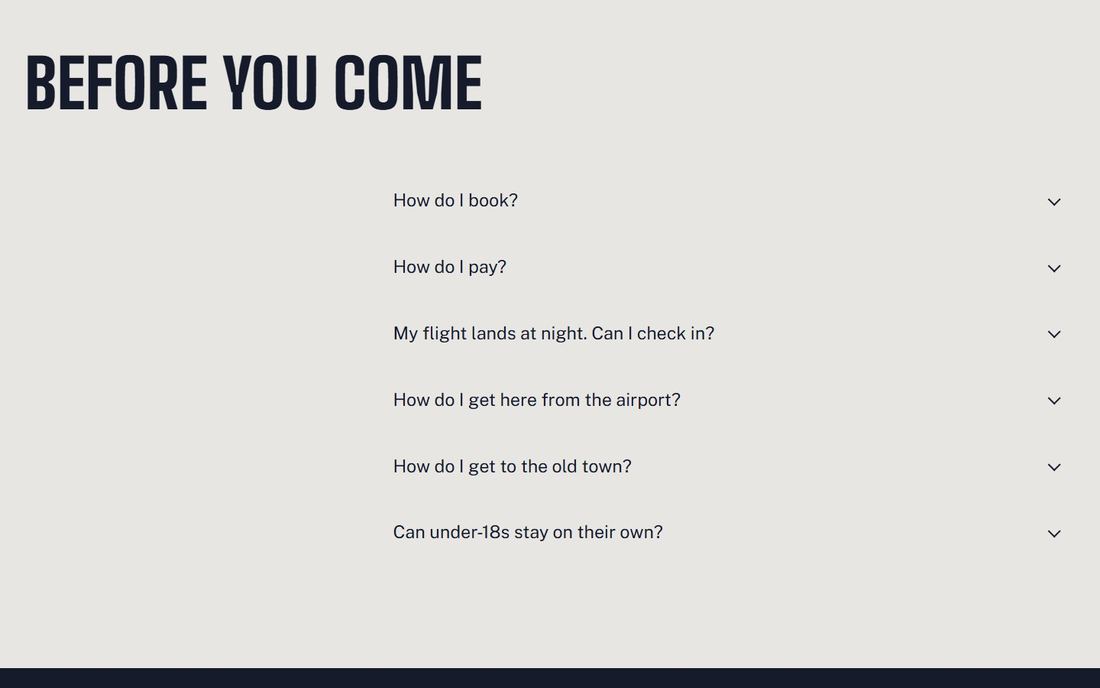 BEFORE YOU COME
How do I book?
How do I pay?
My flight lands at night. Can I check in?
How do I get here from the airport?
How do I get to the old town?
Can under-18s stay on their own?